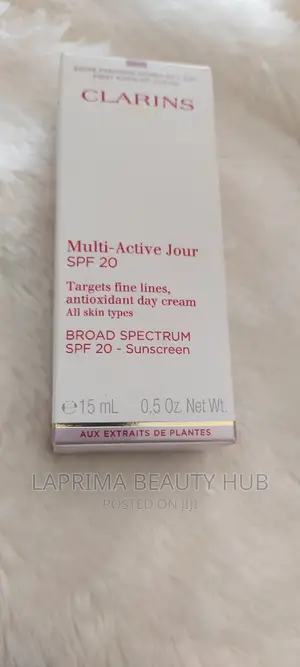 CLARINS
Multi-Active Jour
SPF 20
Targets fine lines,
antioxidant day cream
All skin types
BROAD SPECTRUM
SPF 20 - Sunscreen
℮ 15 mL 0.5 Oz. Net Wt.
AUX EXTRAITS DE PLANTES
LAPRIMA BEAUTY HUB
POSTED ON JIJI